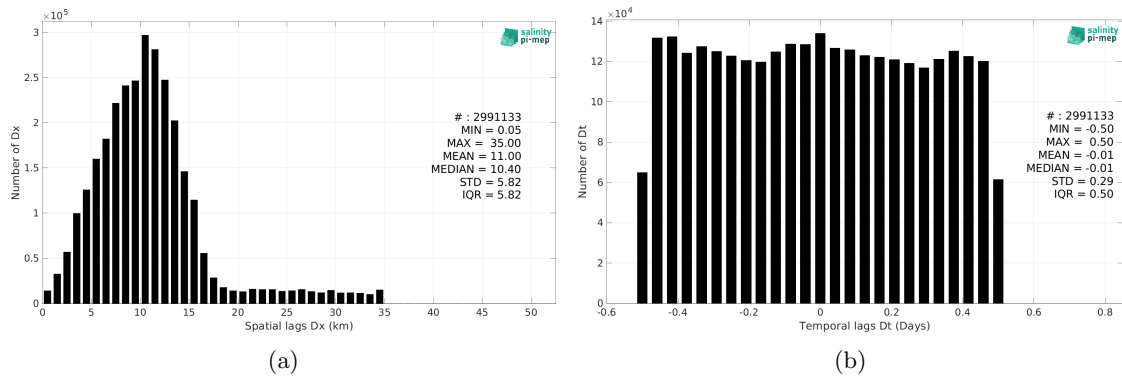 ×10^5
3
2.5
2
1.5
1
0.5
0
Number of Dx
0 5 10 15 20 25 30 35 40 45 50
Spatial lags Dx (km)
salinity
pi-mep
# : 2991133
MIN = 0.05
MAX = 35.00
MEAN = 11.00
MEDIAN = 10.40
STD = 5.82
IQR = 5.82
(a)
×10^4
14
12
10
8
6
4
2
0
Number of Dt
-0.6 -0.4 -0.2 0 0.2 0.4 0.6 0.8
Temporal lags Dt (Days)
salinity
pi-mep
# : 2991133
MIN = -0.50
MAX = 0.50
MEAN = -0.01
MEDIAN = -0.01
STD = 0.29
IQR = 0.50
(b)